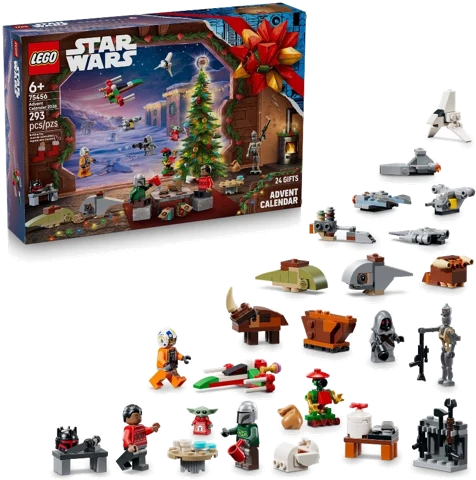 LEGO
STAR
WARS
6+
75456
Advent
Calendar 2026
293
pcs/pzs
24 GIFTS
ADVENT
CALENDAR